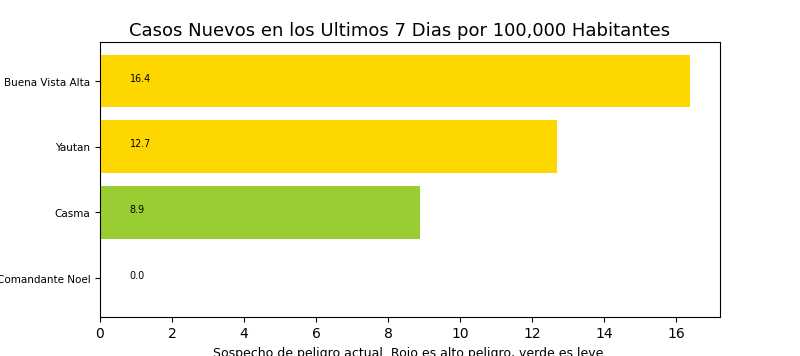 Casos Nuevos en los Ultimos 7 Dias por 100,000 Habitantes
Buena Vista Alta 16.4
Yautan 12.7
Casma 8.9
Comandante Noel 0.0
0 2 4 6 8 10 12 14 16
Sospecho de peligro actual. Rojo es alto peligro, verde es leve